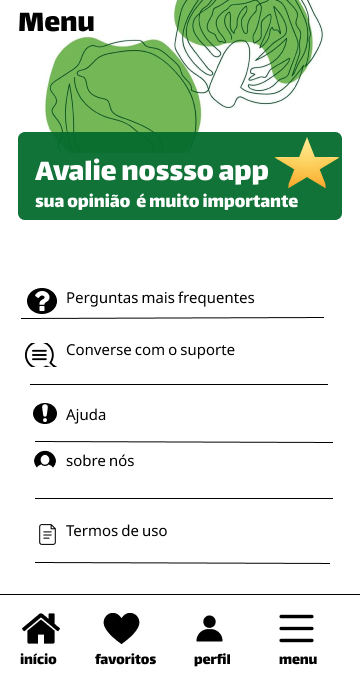 Menu
Avalie nossso app
sua opinião é muito importante
Perguntas mais frequentes
Converse com o suporte
Ajuda
sobre nós
Termos de uso
início
favoritos
perfil
menu